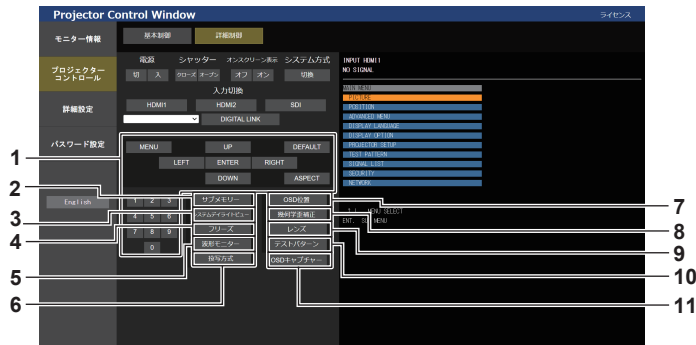 Projector Control Window
ライセンス
モニター情報
プロジェクター
コントロール
詳細設定
パスワード設定
English
基本制御
詳細制御
電源
シャッター
オンスクリーン表示
システム方式
切
入
クローズ
オープン
オフ
オン
切換
入力切換
HDMI1
HDMI2
SDI
DIGITAL LINK
MENU
UP
DEFAULT
LEFT
ENTER
RIGHT
DOWN
ASPECT
1
2
3
サブメモリー
OSD位置
4
5
6
システムデイライトビュー
幾何学歪補正
7
8
9
フリーズ
レンズ
0
波形モニター
テストパターン
投写方式
OSDキャプチャー
INPUT HDMI1
NO SIGNAL
MAIN MENU
PICTURE
POSITION
ADVANCED MENU
DISPLAY LANGUAGE
DISPLAY OPTION
PROJECTOR SETUP
TEST PATTERN
SIGNAL LIST
SECURITY
NETWORK
MENU SELECT
MENU
1
2
3
4
5
6
7
8
9
10
11